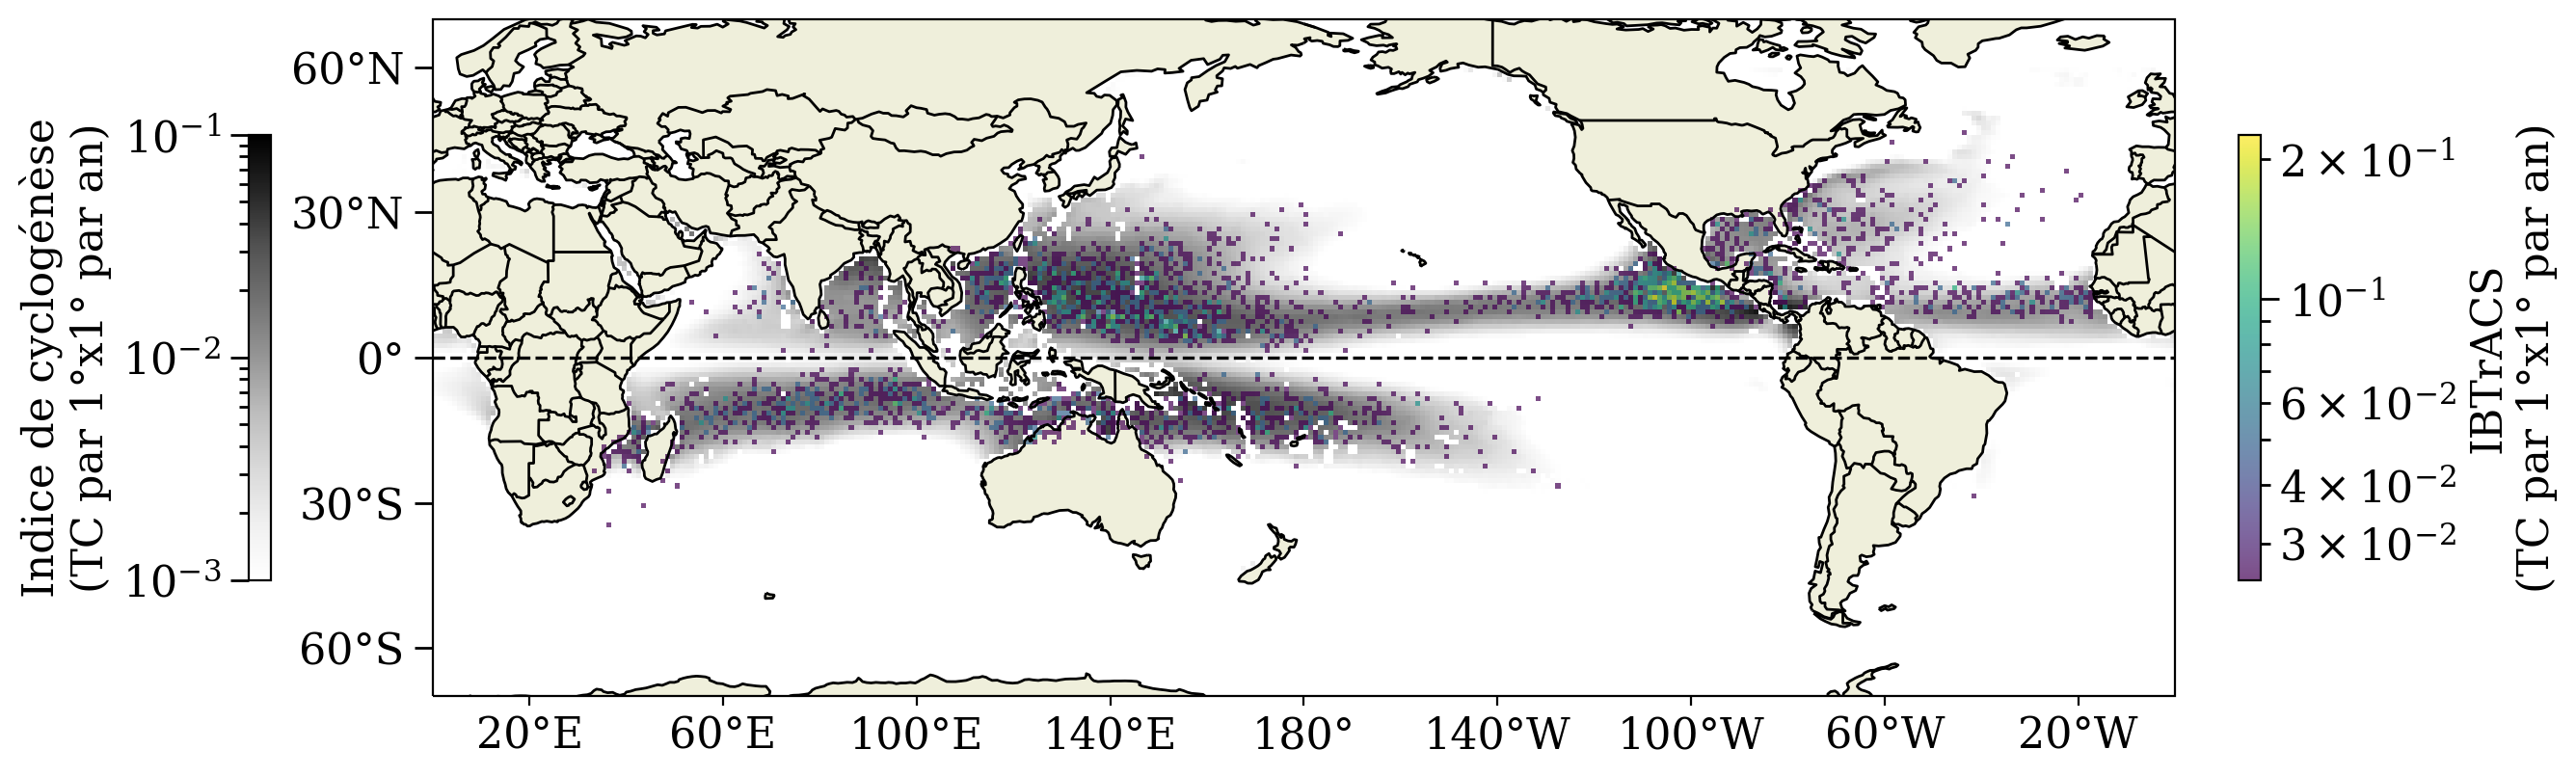 Indice de cyclogénèse
(TC par 1°x1° par an)
10⁻¹
10⁻²
10⁻³
60°N
30°N
0°
30°S
60°S
20°E 60°E 100°E 140°E 180° 140°W 100°W 60°W 20°W
2 × 10⁻¹
10⁻¹
6 × 10⁻²
4 × 10⁻²
3 × 10⁻²
IBTrACS
(TC par 1°x1° par an)